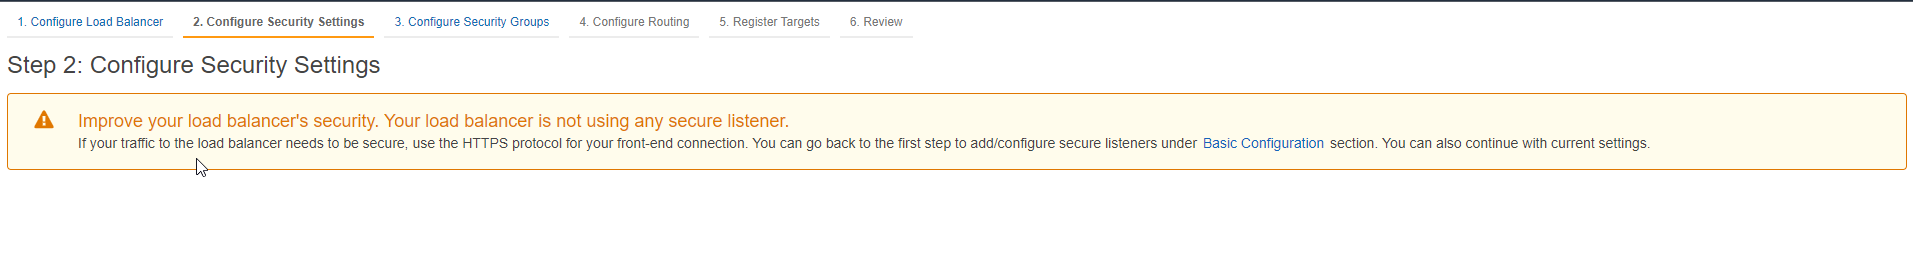 1. Configure Load Balancer 2. Configure Security Settings 3. Configure Security Groups 4. Configure Routing 5. Register Targets 6. Review
Step 2: Configure Security Settings
Improve your load balancer's security. Your load balancer is not using any secure listener.
If your traffic to the load balancer needs to be secure, use the HTTPS protocol for your front-end connection. You can go back to the first step to add/configure secure listeners under Basic Configuration section. You can also continue with current settings.